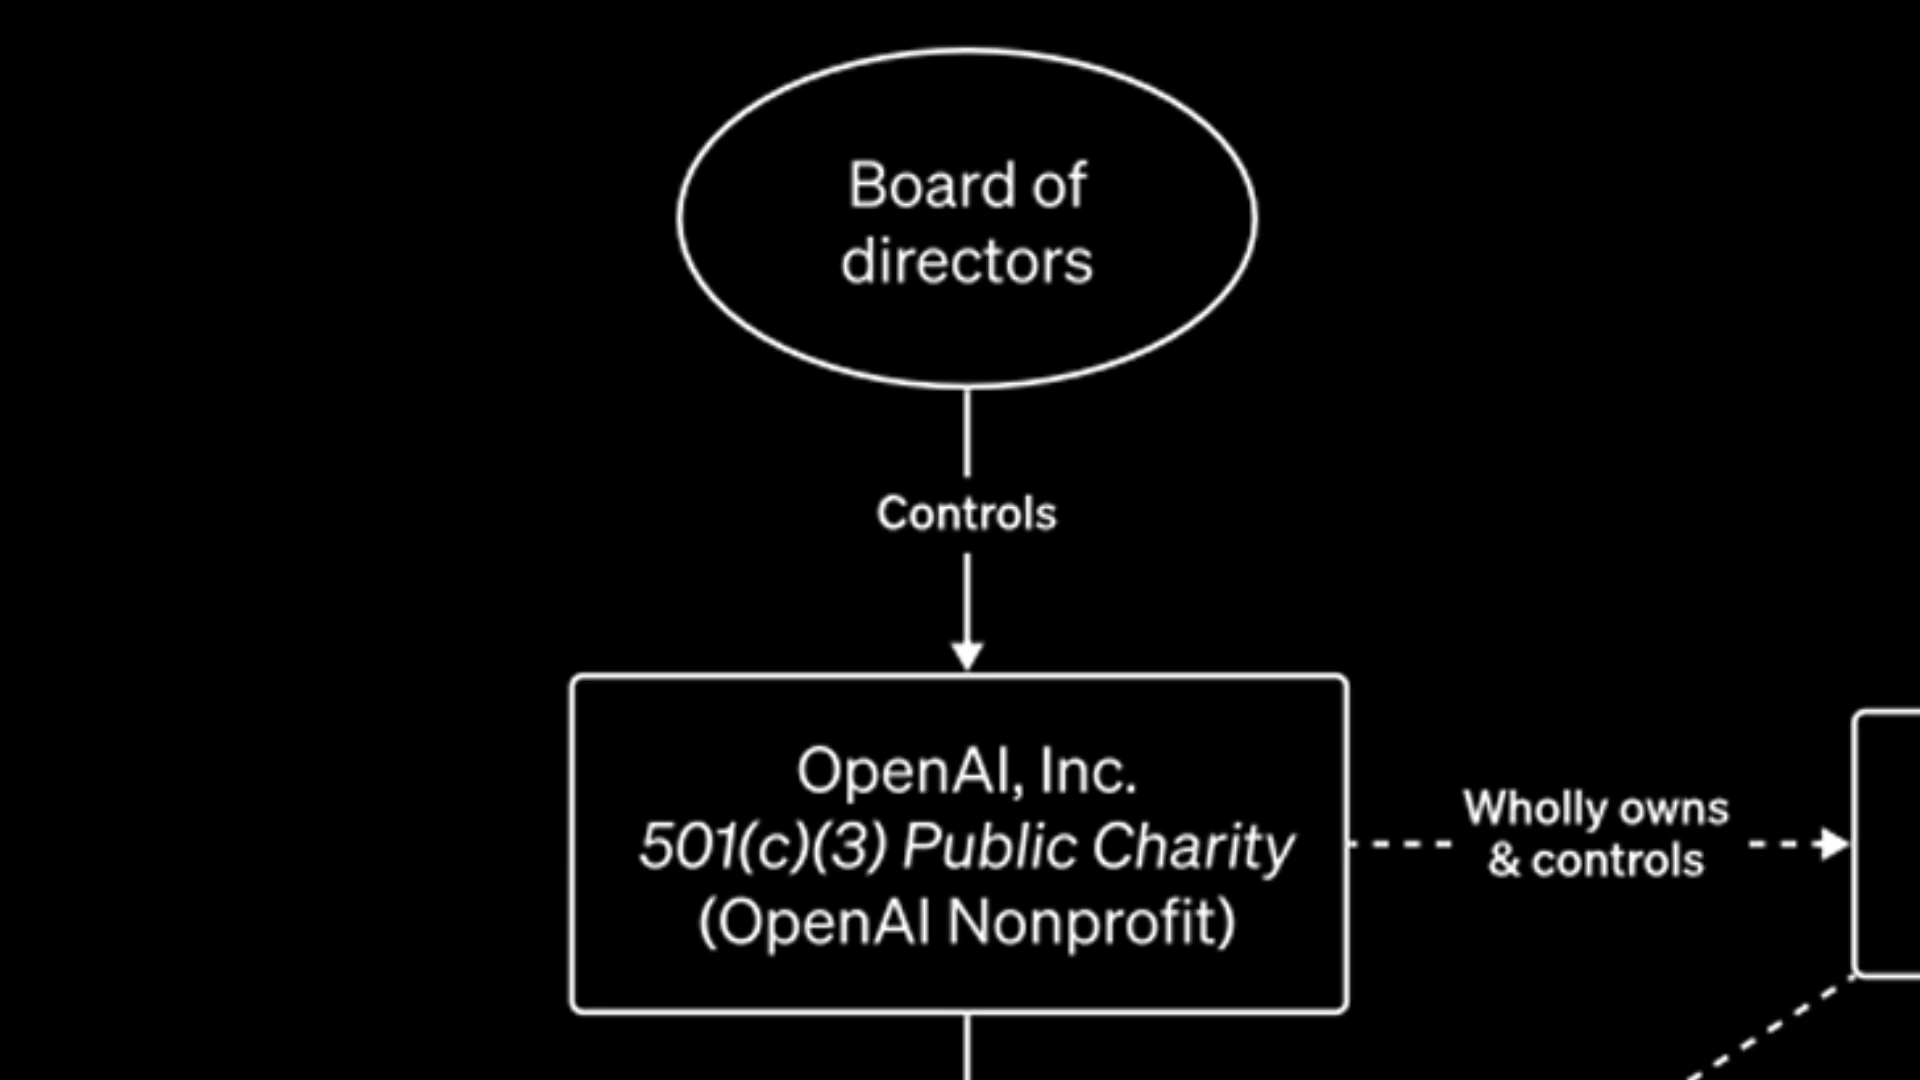 Board of
directors
Controls
OpenAI, Inc.
501(c)(3) Public Charity
(OpenAI Nonprofit)
Wholly owns
& controls